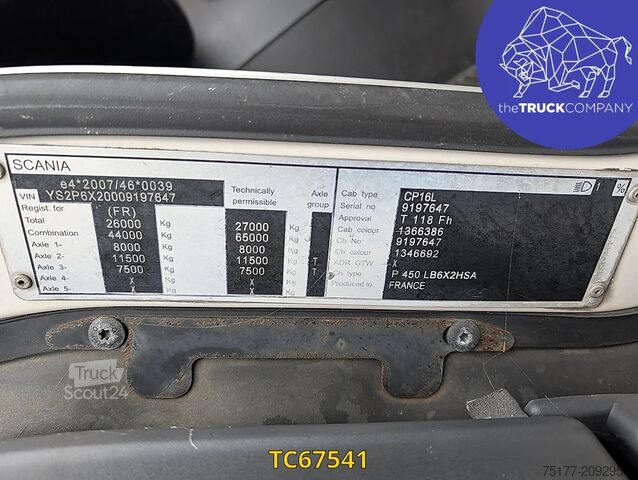 theTRUCKCOMPANY
SCANIA
e4*2007/46*0039
VIN YS2P6X20009197647
Regist. for (FR) Technically permissible Axle group
Total 26000 Kg 27000 Kg
Combination 44000 Kg 65000 Kg
Axle 1- 8000 Kg 8000 Kg
Axle 2- 11500 Kg 11500 Kg T
Axle 3- 7500 Kg 7500 Kg T
Axle 4- X Kg X Kg
Axle 5- X Kg X Kg
1 %
Cab type CP16L
Serial no 9197647
Approval T 118 Fh
Cab colour 1366386
Ch No 9197647
Ch colour 1346692
ADR GTW X
Ch type P 450 LB6X2HSA
Produced in. FRANCE
Truck
Scout24
TC67541
75177-209295